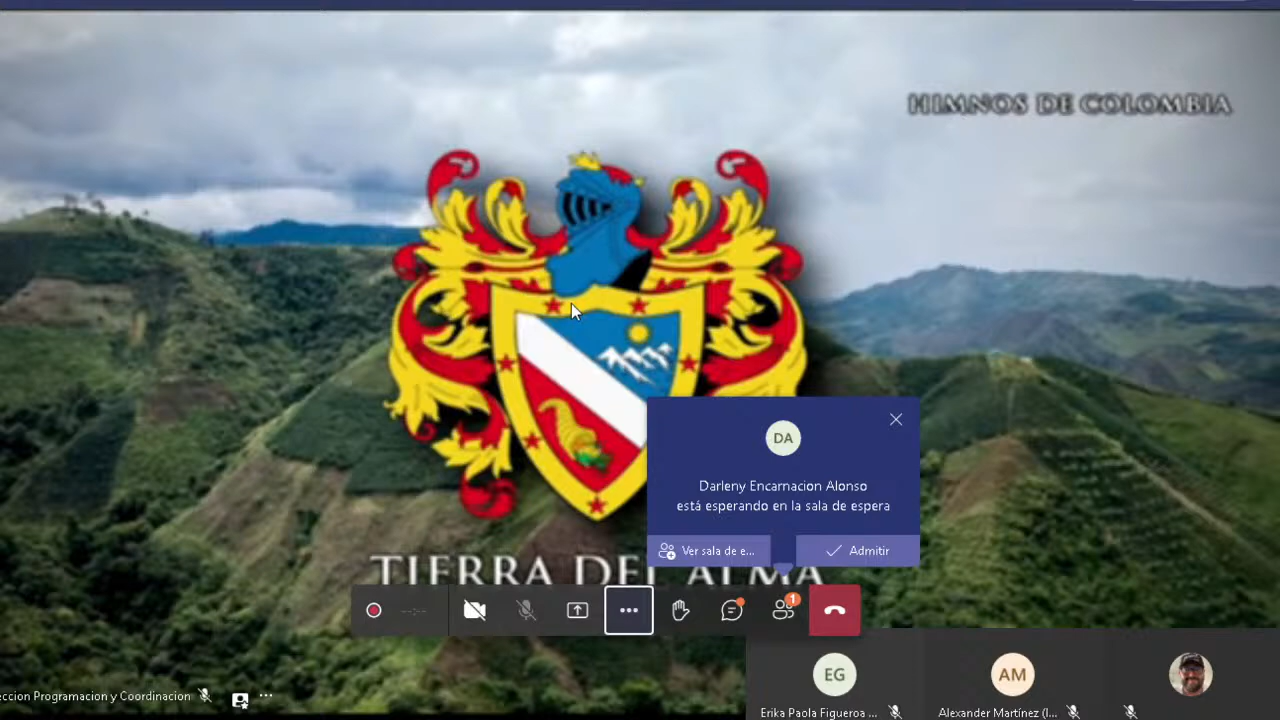 HIMNOS DE COLOMBIA
DA
Darleny Encarnacion Alonso
está esperando en la sala de espera
Ver sala de e...
Admitir
TIERRA DEL ALMA
--:--
1
EG
AM
eccion Programacion y Coordinacion
Erika Paola Figueroa ...
Alexander Martínez (I...